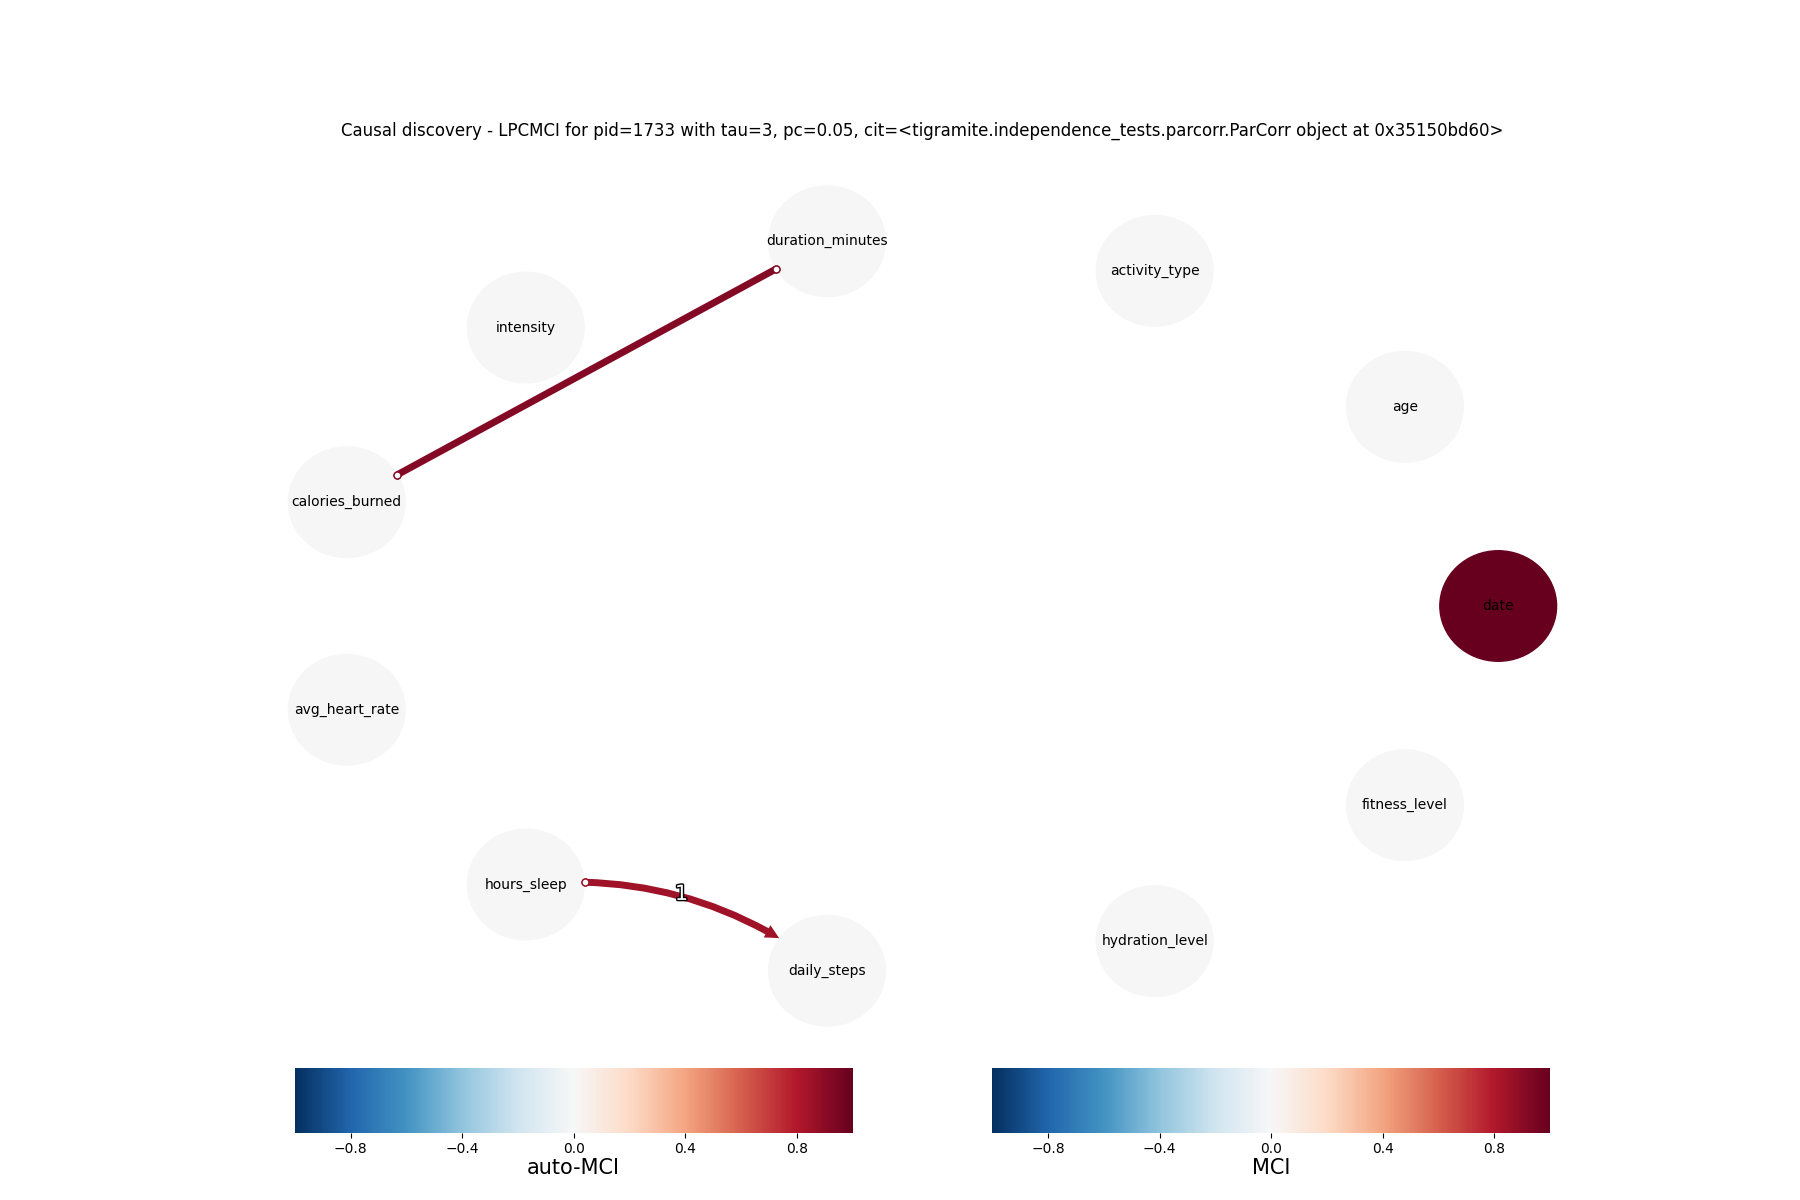 Causal discovery - LPCMCI for pid=1733 with tau=3, pc=0.05, cit=<tigramite.independence_tests.parcorr.ParCorr object at 0x35150bd60>
duration_minutes
activity_type
intensity
age
calories_burned
date
avg_heart_rate
fitness_level
hours_sleep
1
hydration_level
daily_steps
−0.8 −0.4 0.0 0.4 0.8
auto-MCI
−0.8 −0.4 0.0 0.4 0.8
MCI